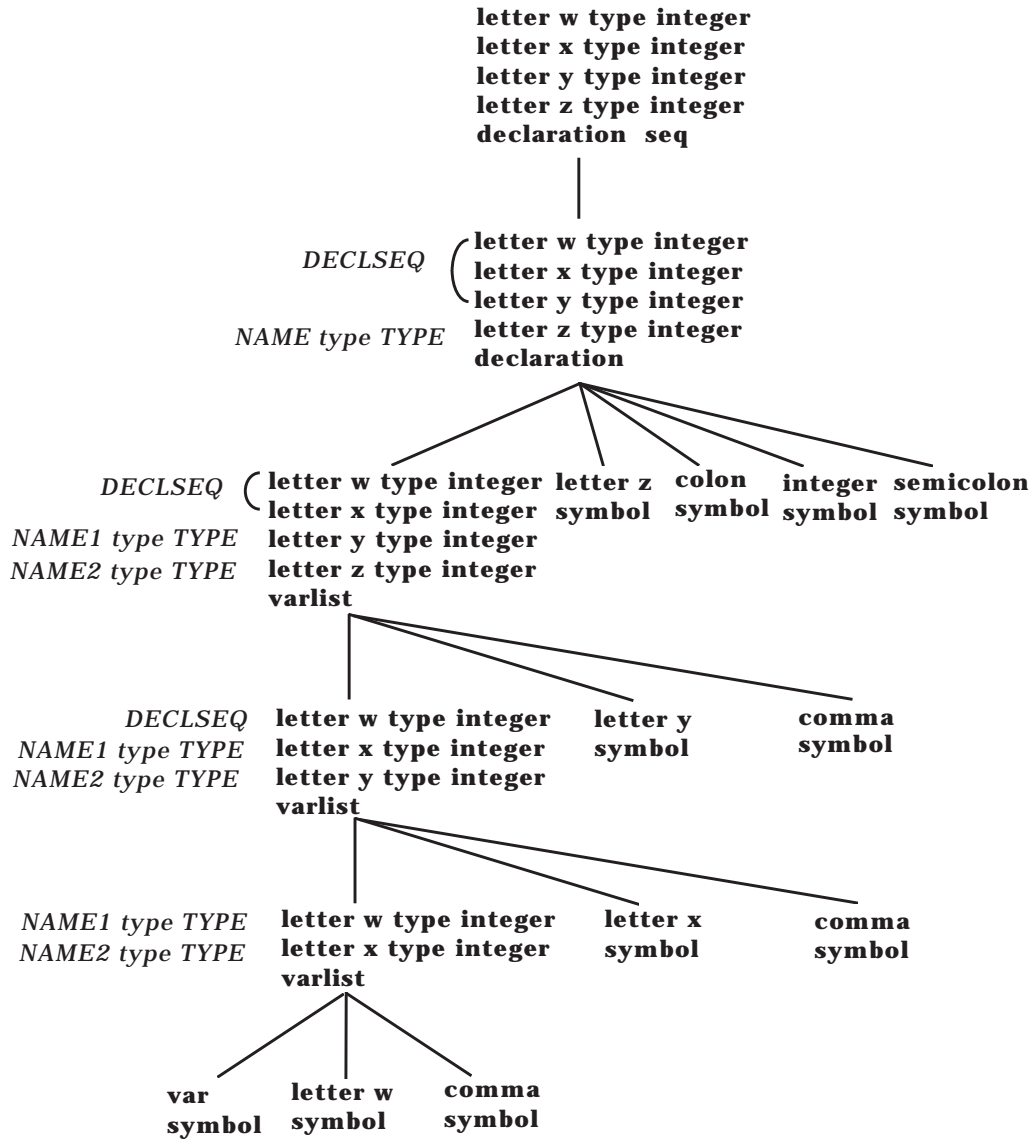 letter w type integer
letter x type integer
letter y type integer
letter z type integer
declaration seq
DECLSEQ
letter w type integer
letter x type integer
letter y type integer
NAME type TYPE
letter z type integer
declaration
DECLSEQ
letter w type integer
letter x type integer
NAME1 type TYPE
letter y type integer
NAME2 type TYPE
letter z type integer
varlist
letter z
symbol
colon
symbol
integer
symbol
semicolon
symbol
DECLSEQ
letter w type integer
NAME1 type TYPE
letter x type integer
NAME2 type TYPE
letter y type integer
varlist
letter y
symbol
comma
symbol
NAME1 type TYPE
letter w type integer
NAME2 type TYPE
letter x type integer
varlist
letter x
symbol
comma
symbol
var
symbol
letter w
symbol
comma
symbol